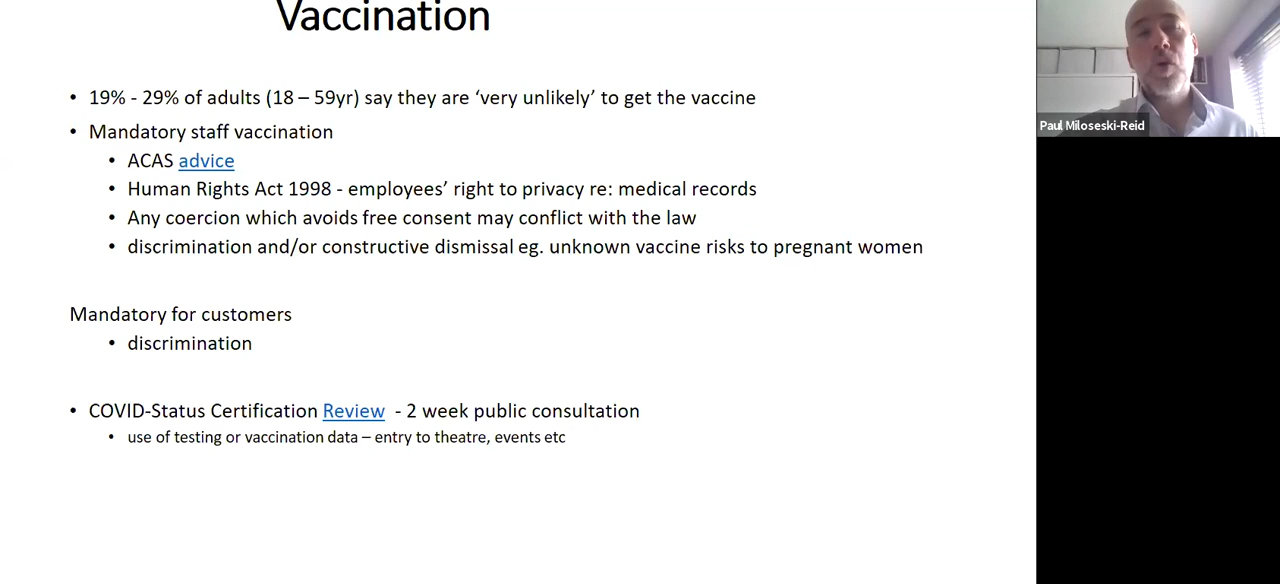 Vaccination
• 19% - 29% of adults (18 – 59yr) say they are ‘very unlikely’ to get the vaccine
• Mandatory staff vaccination
• ACAS advice
• Human Rights Act 1998 - employees’ right to privacy re: medical records
• Any coercion which avoids free consent may conflict with the law
• discrimination and/or constructive dismissal eg. unknown vaccine risks to pregnant women
Mandatory for customers
• discrimination
• COVID-Status Certification Review - 2 week public consultation
• use of testing or vaccination data – entry to theatre, events etc
Paul Miloseski-Reid